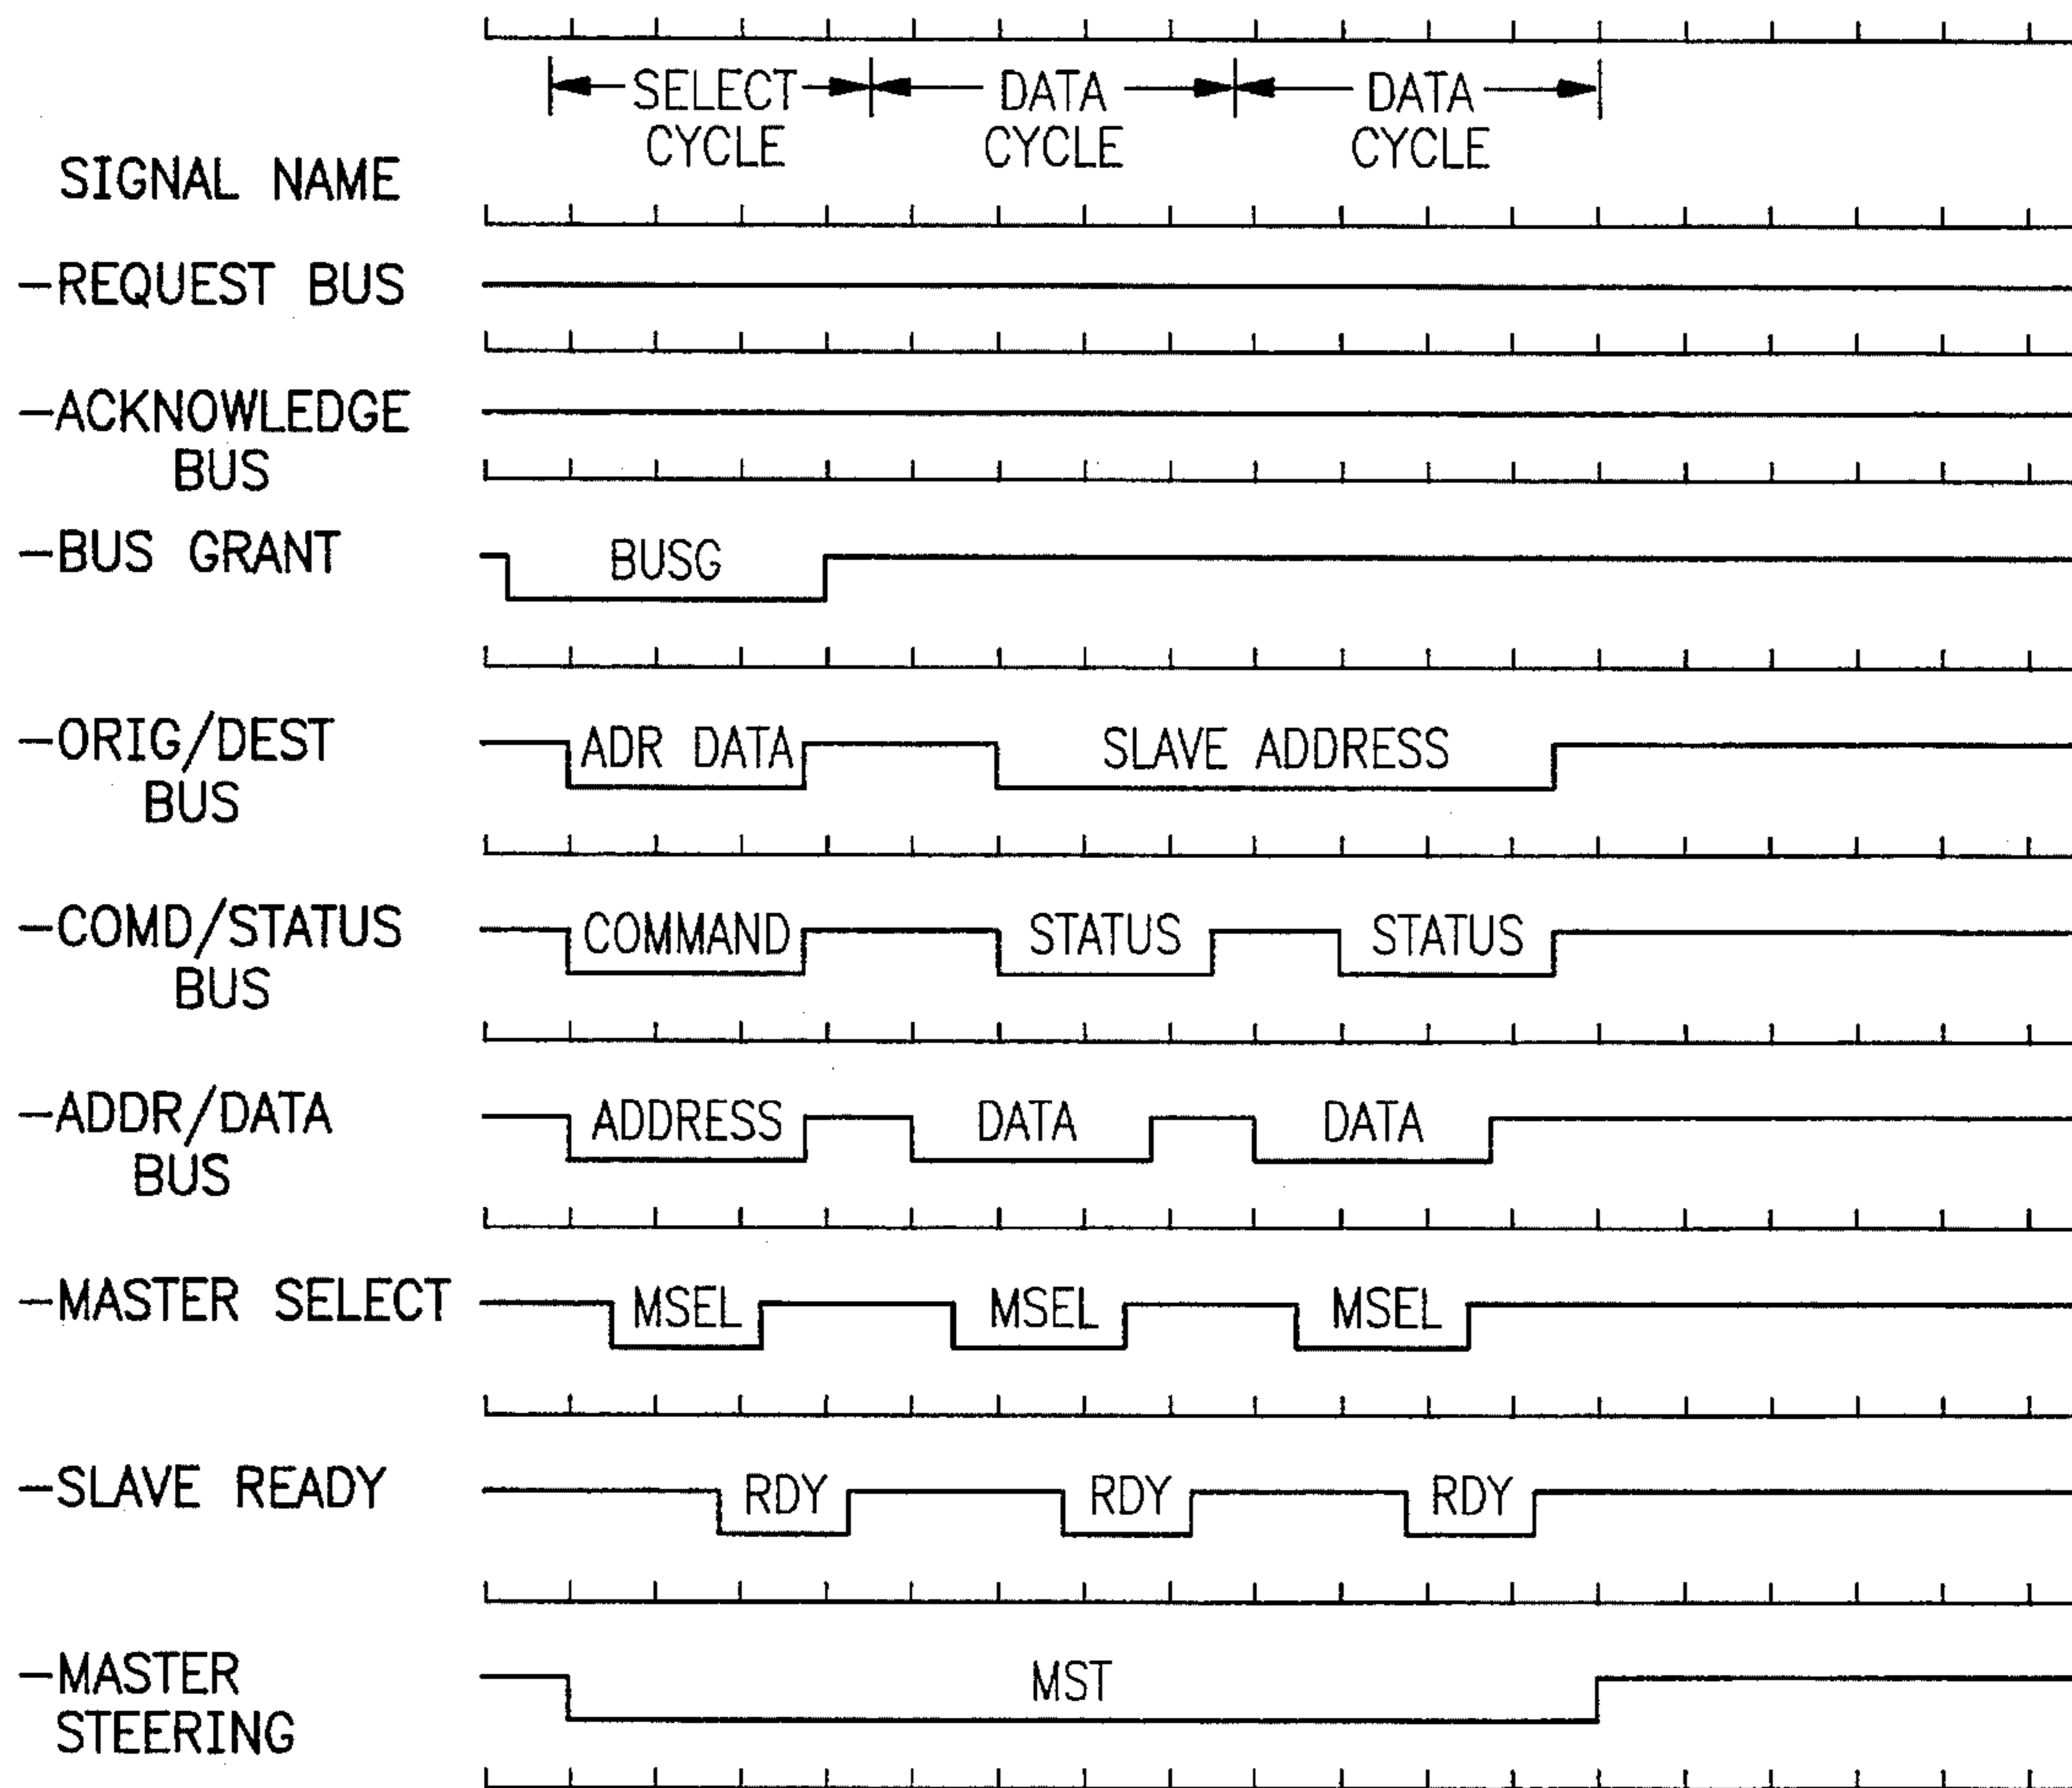 SELECT CYCLE
DATA CYCLE
DATA CYCLE
SIGNAL NAME
—REQUEST BUS
—ACKNOWLEDGE
BUS
—BUS GRANT
BUSG
—ORIG/DEST
BUS
ADR DATA
SLAVE ADDRESS
—COMD/STATUS
BUS
COMMAND
STATUS
STATUS
—ADDR/DATA
BUS
ADDRESS
DATA
DATA
—MASTER SELECT
MSEL
MSEL
MSEL
—SLAVE READY
RDY
RDY
RDY
—MASTER
STEERING
MST